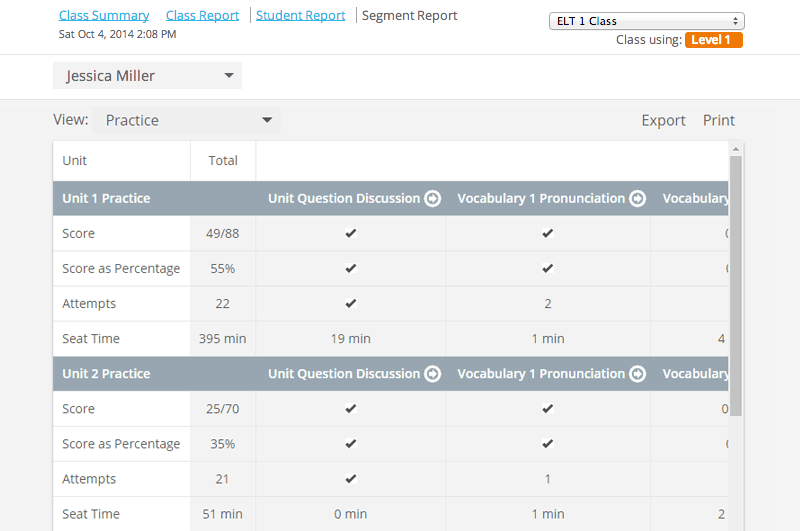 Class Summary Class Report Student Report Segment Report
Sat Oct 4, 2014 2:08 PM
ELT 1 Class
Class using: Level 1
Jessica Miller
View: Practice Export Print
Unit Total
Unit 1 Practice Unit Question Discussion Vocabulary 1 Pronunciation Vocabulary
Score 49/88
Score as Percentage 55%
Attempts 22 2
Seat Time 395 min 19 min 1 min 4
Unit 2 Practice Unit Question Discussion Vocabulary 1 Pronunciation Vocabulary
Score 25/70 0
Score as Percentage 35%
Attempts 21 1
Seat Time 51 min 0 min 1 min 2